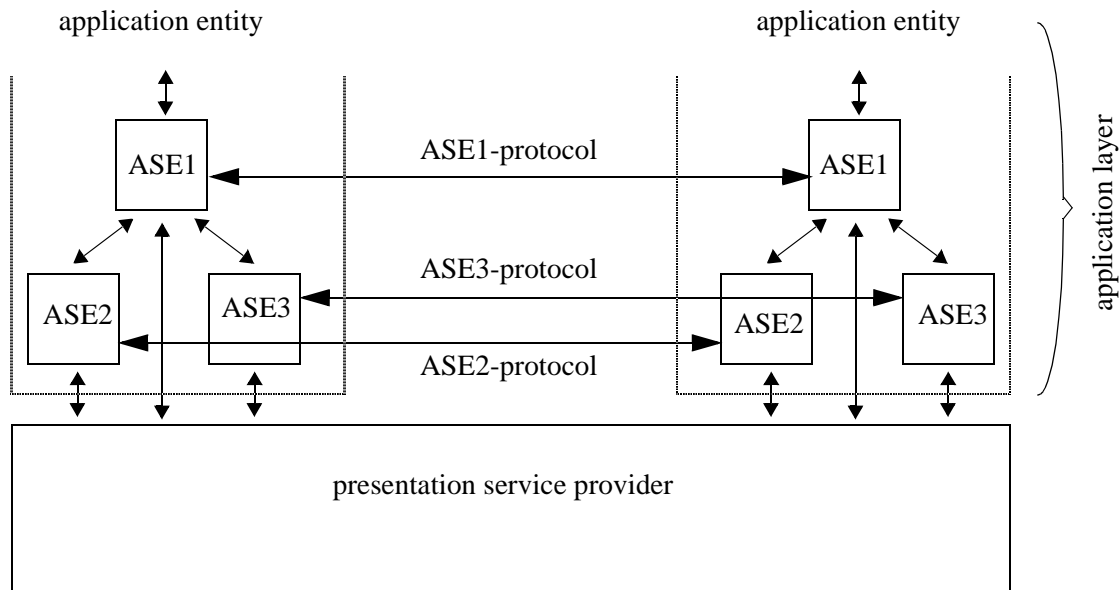 application entity
application entity
ASE1
ASE1-protocol
ASE1
application layer
ASE2
ASE3
ASE3-protocol
ASE2
ASE3
ASE2-protocol
presentation service provider